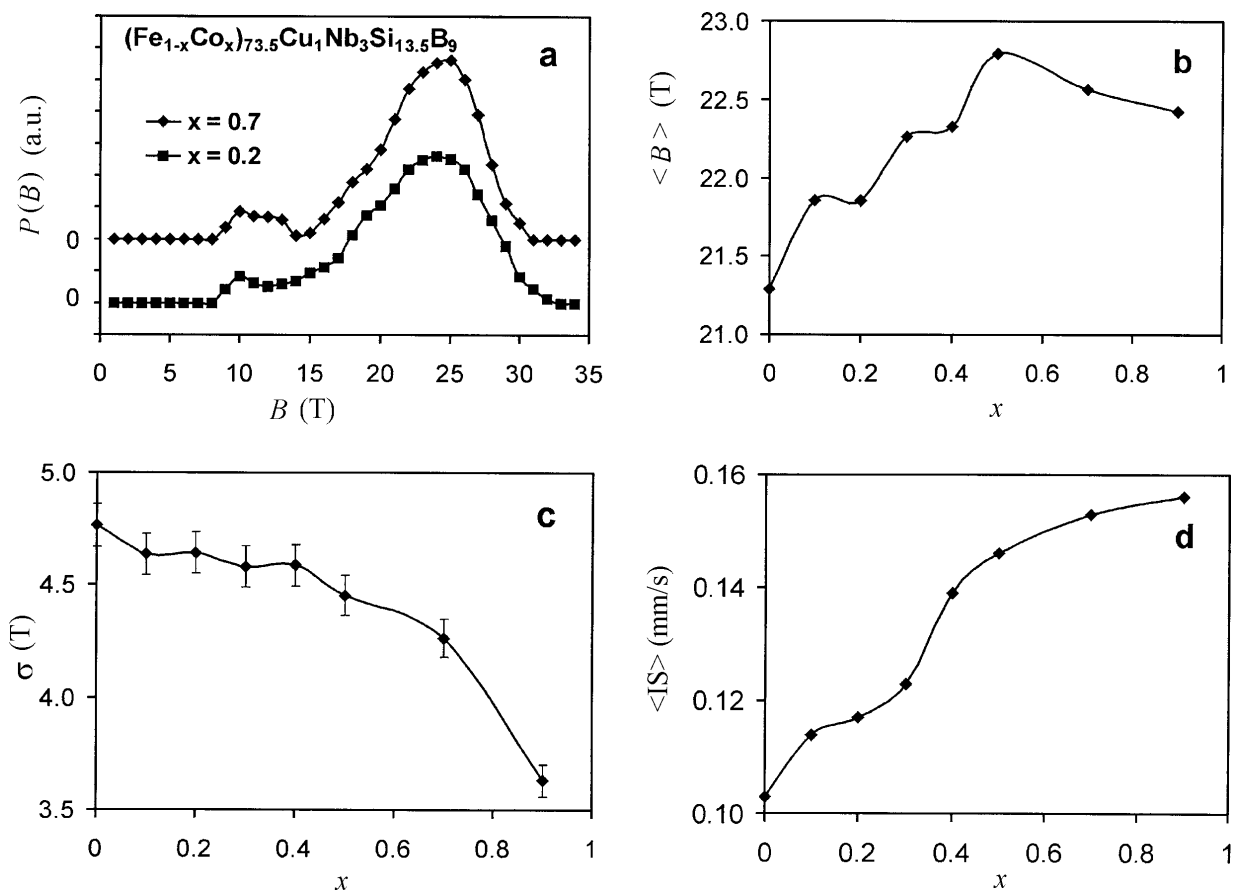 (Fe1-xCox)73.5Cu1Nb3Si13.5B9
a
x = 0.7
x = 0.2
P(B) (a.u.)
0
0
0 5 10 15 20 25 30 35
B (T)
b
<B> (T)
23.0
22.5
22.0
21.5
21.0
0 0.2 0.4 0.6 0.8 1
x
c
σ (T)
5.0
4.5
4.0
3.5
0 0.2 0.4 0.6 0.8 1
x
d
<IS> (mm/s)
0.16
0.14
0.12
0.10
0 0.2 0.4 0.6 0.8 1
x